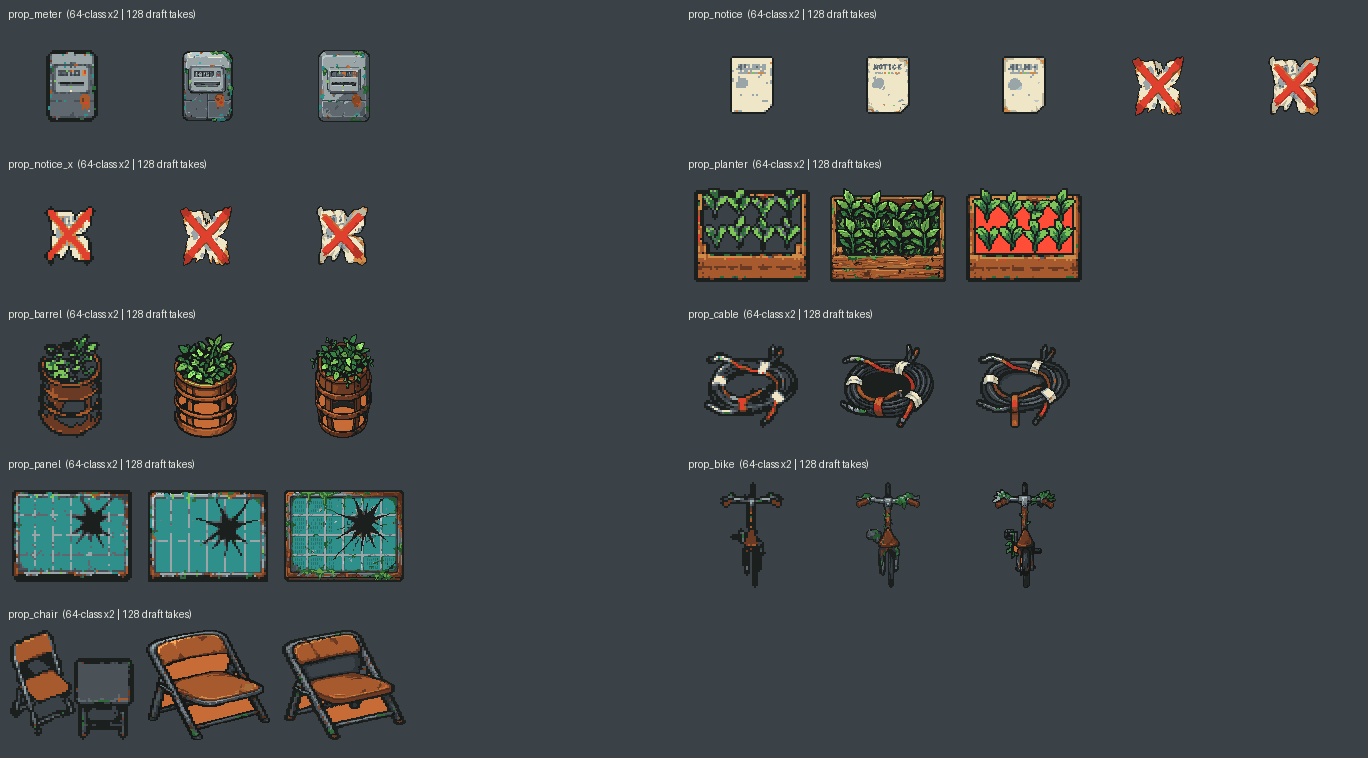 prop_meter (64-class x2 | 128 draft takes)
prop_notice (64-class x2 | 128 draft takes)
NOTICE
prop_notice_x (64-class x2 | 128 draft takes)
prop_planter (64-class x2 | 128 draft takes)
prop_barrel (64-class x2 | 128 draft takes)
prop_cable (64-class x2 | 128 draft takes)
prop_panel (64-class x2 | 128 draft takes)
prop_bike (64-class x2 | 128 draft takes)
prop_chair (64-class x2 | 128 draft takes)